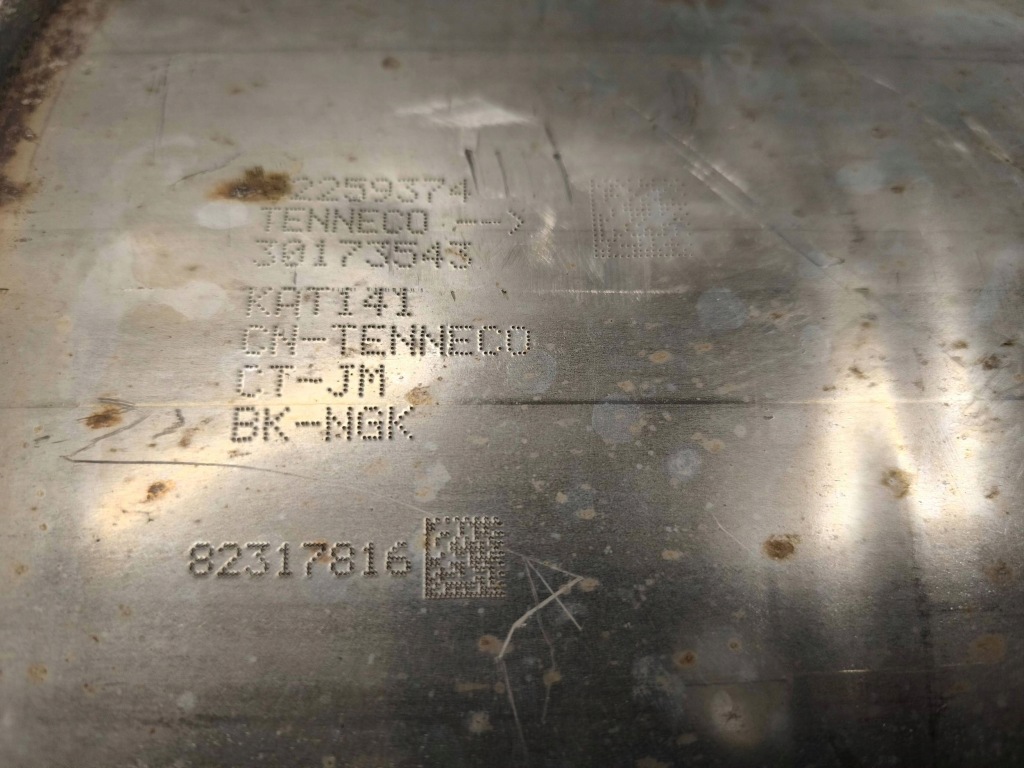 2259374
TENNECO -->
30173543
KAT141
CN-TENNECO
CT-JM
BK-NGK
82317816